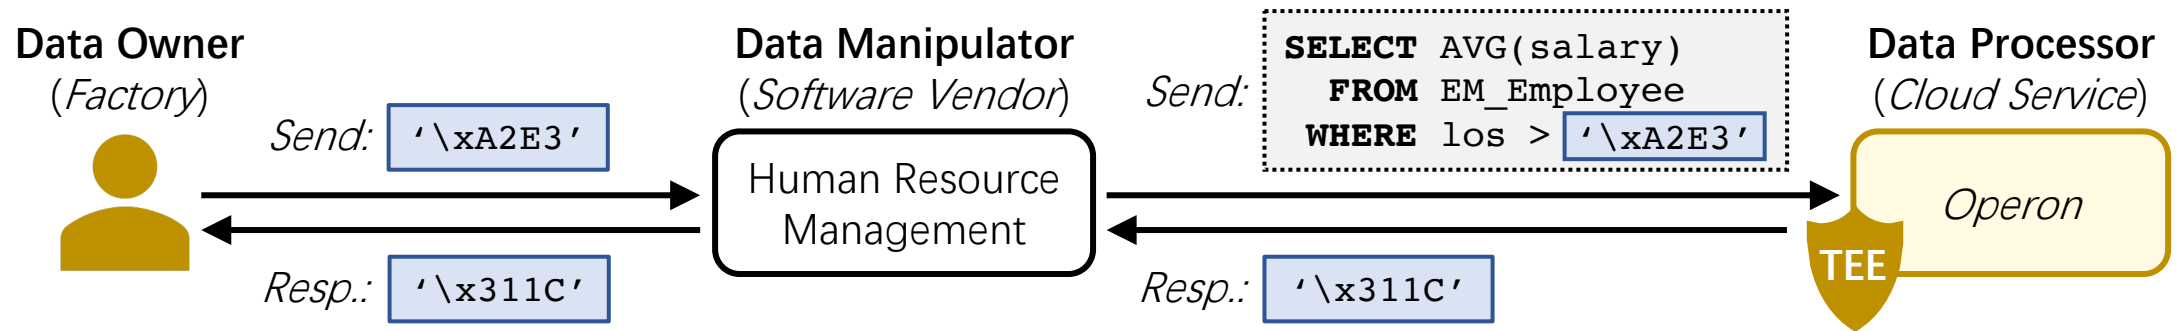 Data Owner
(Factory)
Send: ‘\xA2E3’
Resp.: ‘\x311C’
Data Manipulator
(Software Vendor)
Human Resource
Management
Send:
SELECT AVG(salary)
FROM EM_Employee
WHERE los > ‘\xA2E3’
Resp.: ‘\x311C’
Data Processor
(Cloud Service)
Operon
TEE